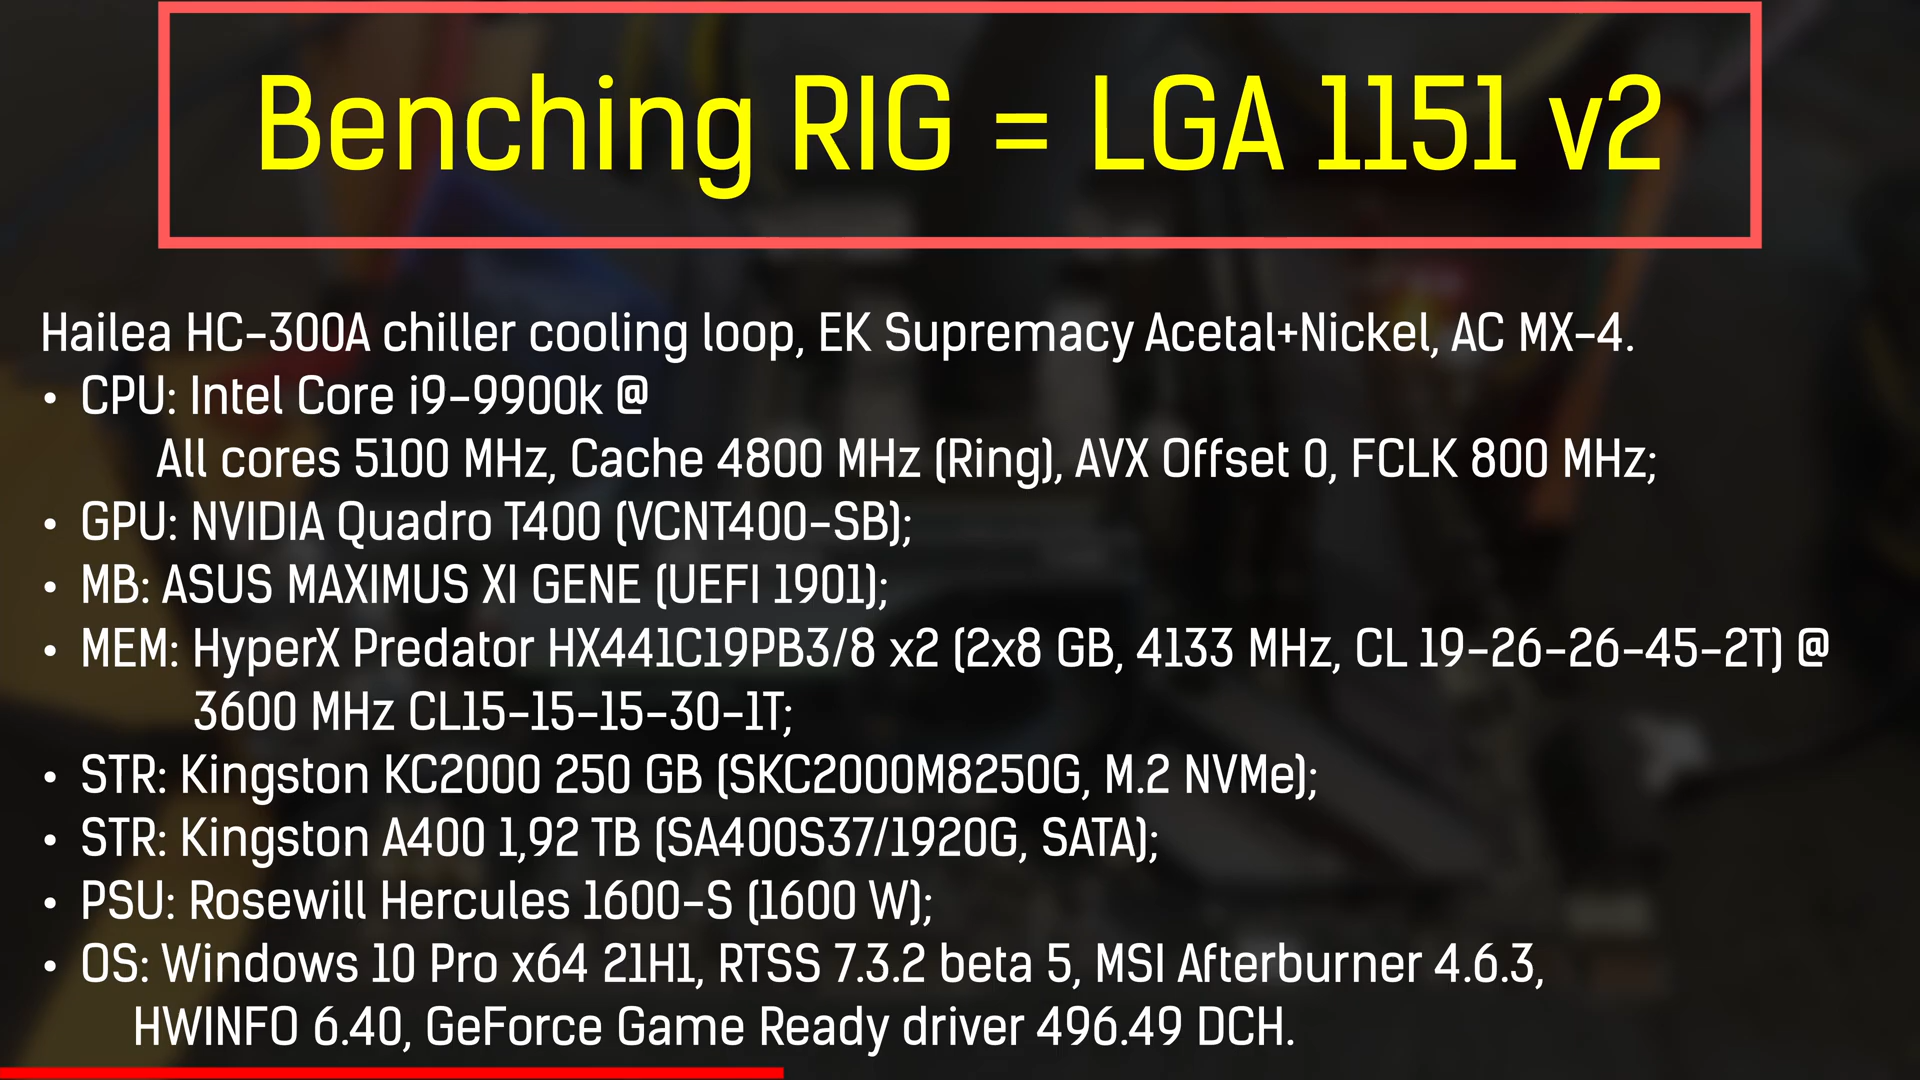 Benching RIG = LGA 1151 v2
Hailea HC-300A chiller cooling loop, EK Supremacy Acetal+Nickel, AC MX-4.
• CPU: Intel Core i9-9900k @
All cores 5100 MHz, Cache 4800 MHz (Ring), AVX Offset 0, FCLK 800 MHz;
• GPU: NVIDIA Quadro T400 (VCNT400-SB);
• MB: ASUS MAXIMUS XI GENE (UEFI 1901);
• MEM: HyperX Predator HX441C19PB3/8 x2 (2x8 GB, 4133 MHz, CL 19-26-26-45-2T) @
3600 MHz CL15-15-15-30-1T;
• STR: Kingston KC2000 250 GB (SKC2000M8250G, M.2 NVMe);
• STR: Kingston A400 1,92 TB (SA400S37/1920G, SATA);
• PSU: Rosewill Hercules 1600-S (1600 W);
• OS: Windows 10 Pro x64 21H1, RTSS 7.3.2 beta 5, MSI Afterburner 4.6.3,
HWINFO 6.40, GeForce Game Ready driver 496.49 DCH.